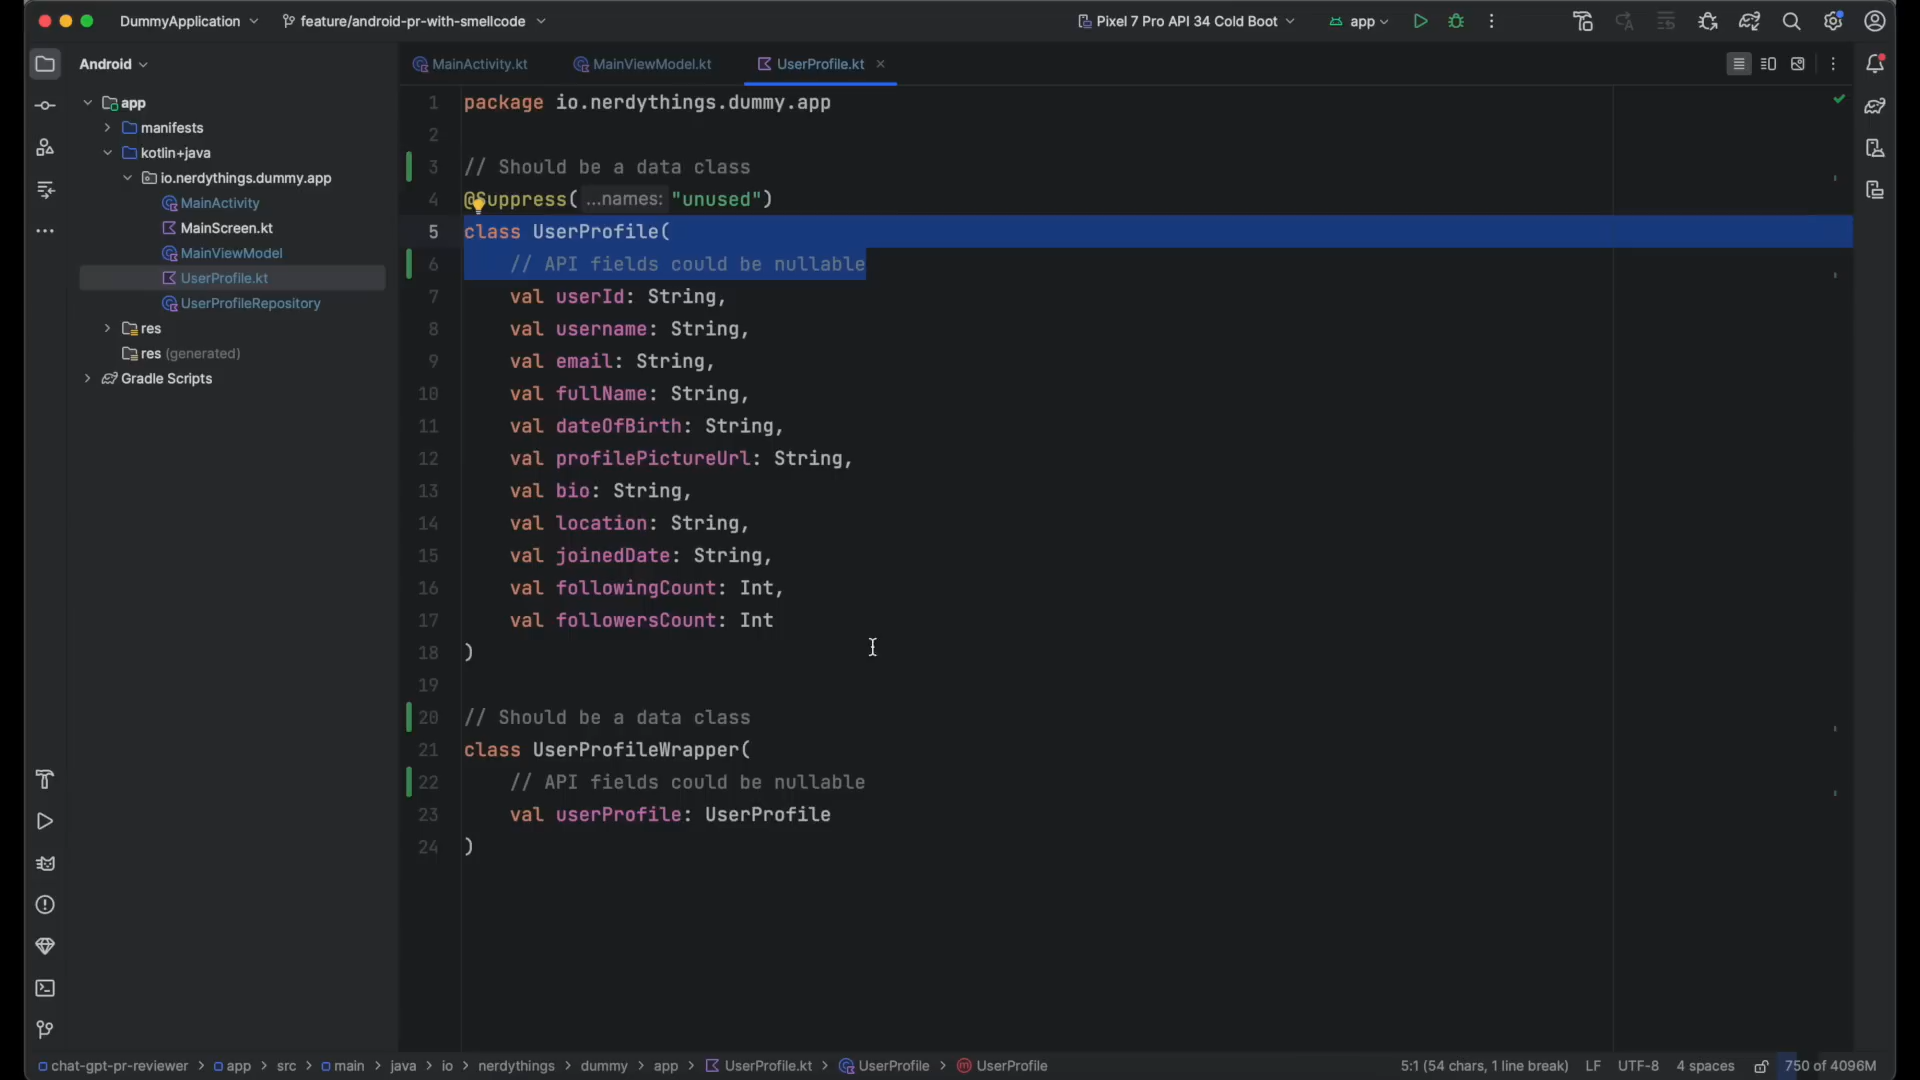 DummyApplication
feature/android-pr-with-smellcode
Pixel 7 Pro API 34 Cold Boot
app
Android
MainActivity.kt
MainViewModel.kt
UserProfile.kt
app
manifests
kotlin+java
io.nerdythings.dummy.app
MainActivity
MainScreen.kt
MainViewModel
UserProfile.kt
UserProfileRepository
res
res (generated)
Gradle Scripts
1 package io.nerdythings.dummy.app
2
3 // Should be a data class
4 @Suppress( ...names: "unused")
5 class UserProfile(
6 // API fields could be nullable
7 val userId: String,
8 val username: String,
9 val email: String,
10 val fullName: String,
11 val dateOfBirth: String,
12 val profilePictureUrl: String,
13 val bio: String,
14 val location: String,
15 val joinedDate: String,
16 val followingCount: Int,
17 val followersCount: Int
18 )
19
20 // Should be a data class
21 class UserProfileWrapper(
22 // API fields could be nullable
23 val userProfile: UserProfile
24 )
chat-gpt-pr-reviewer > app > src > main > java > io > nerdythings > dummy > app > UserProfile.kt > UserProfile > UserProfile
5:1 (54 chars, 1 line break) LF UTF-8 4 spaces 750 of 4096M